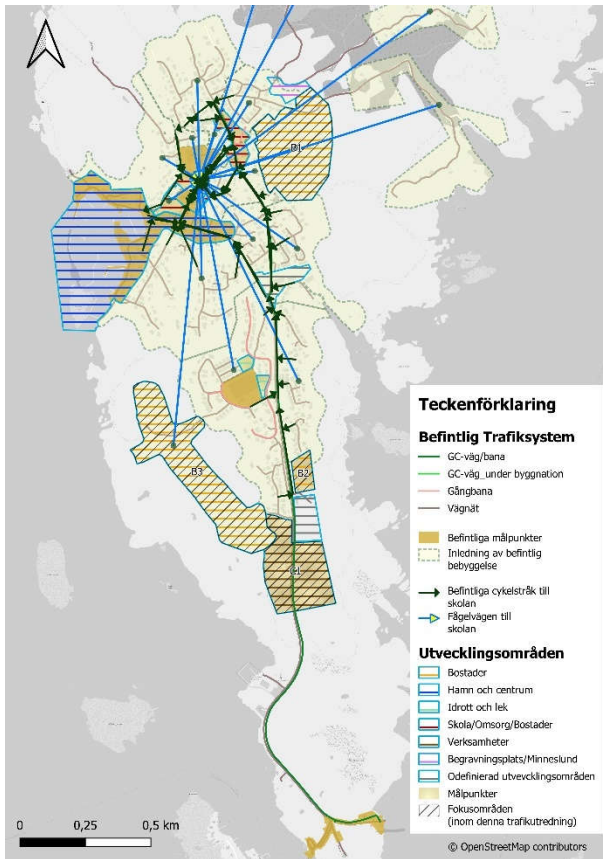 B1
B3
B2
Teckenförklaring
Befintlig Trafiksystem
GC-väg/bana
GC-väg_under byggnation
Gångbana
Vägnät
Befintliga målpunkter
Inledning av befintlig
bebyggelse
Befintliga cykelstråk till
skolan
Fågelvägen till
skolan
Utvecklingsområden
Bostader
Hamn och centrum
Idrott och lek
Skola/Omsorg/Bostader
Verksamheter
Begravningsplats/Minneslund
Odefinierad utvevcklingsområden
Målpunkter
Fokusområden
(inom denna trafikutredning)
0 0,25 0,5 km
© OpenStreetMap contributors